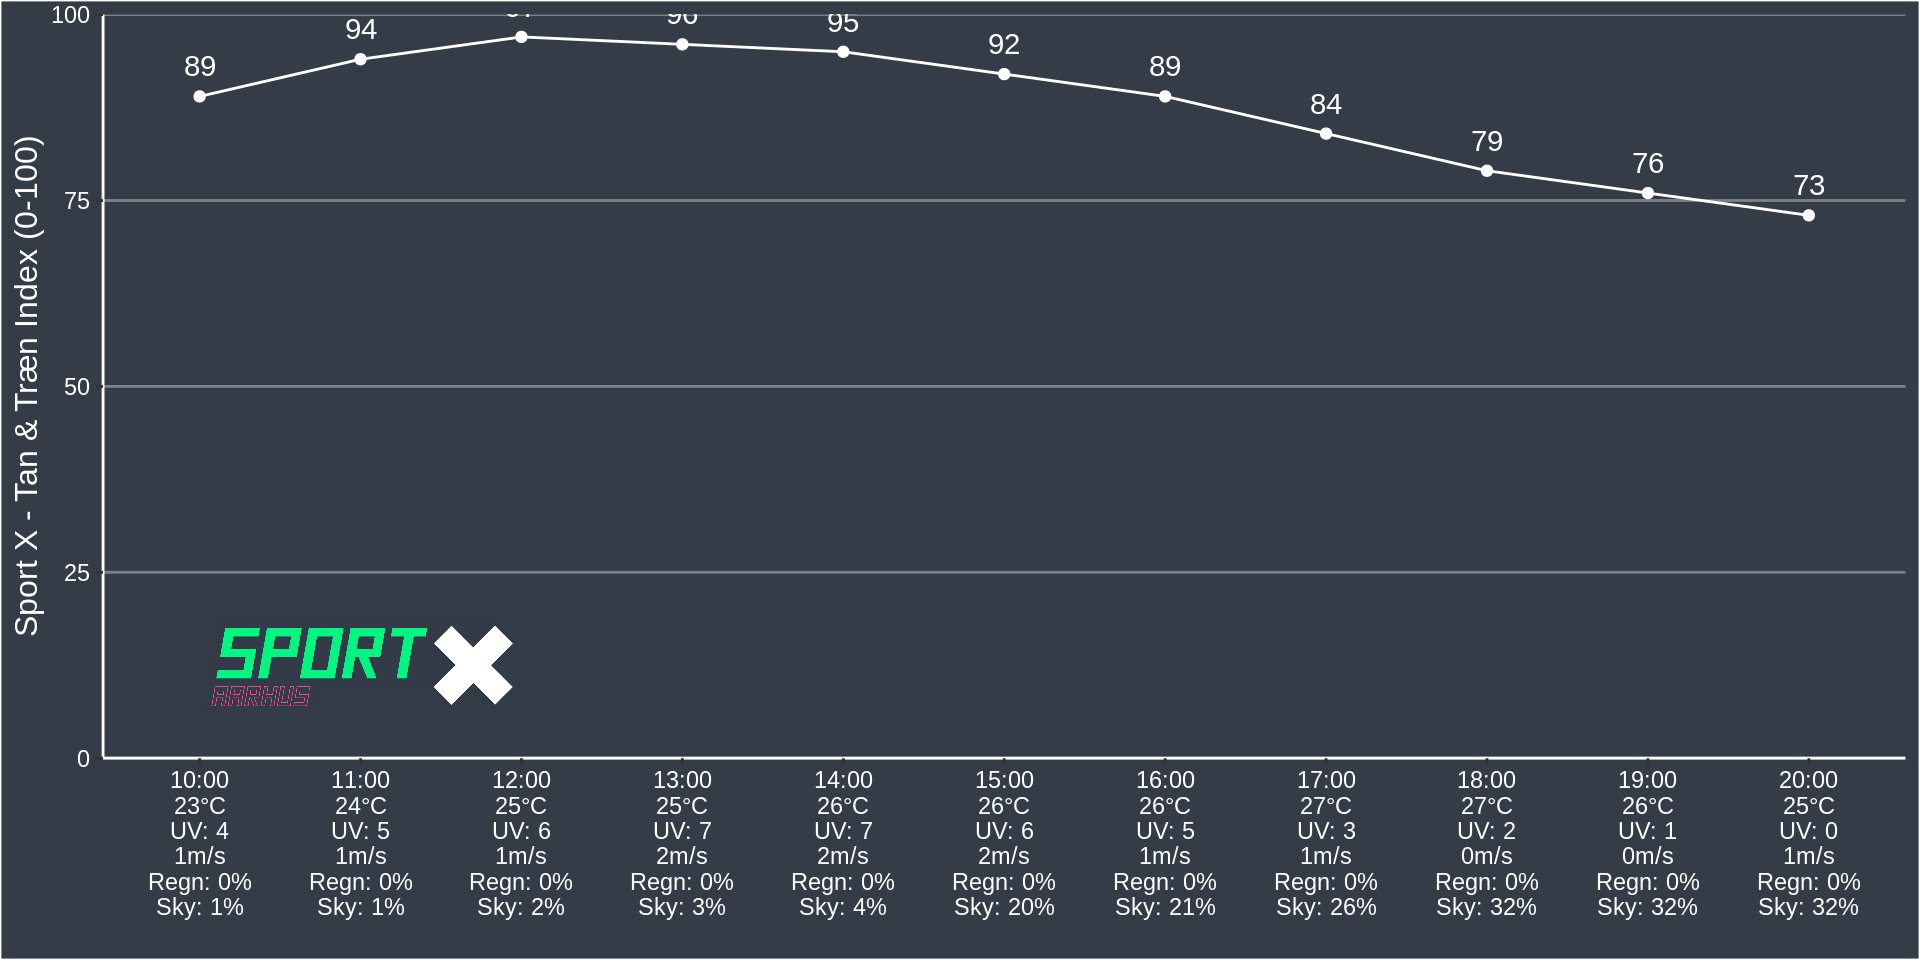 Sport X - Tan & Træn Index (0-100)
100
75
50
25
0
89
94
97
96
95
92
89
84
79
76
73
SPORT X
AARHUS
10:00 11:00 12:00 13:00 14:00 15:00 16:00 17:00 18:00 19:00 20:00
23°C 24°C 25°C 25°C 26°C 26°C 26°C 27°C 27°C 26°C 25°C
UV: 4 UV: 5 UV: 6 UV: 7 UV: 7 UV: 6 UV: 5 UV: 3 UV: 2 UV: 1 UV: 0
1m/s 1m/s 1m/s 2m/s 2m/s 2m/s 1m/s 1m/s 0m/s 0m/s 1m/s
Regn: 0% Regn: 0% Regn: 0% Regn: 0% Regn: 0% Regn: 0% Regn: 0% Regn: 0% Regn: 0% Regn: 0% Regn: 0%
Sky: 1% Sky: 1% Sky: 2% Sky: 3% Sky: 4% Sky: 20% Sky: 21% Sky: 26% Sky: 32% Sky: 32% Sky: 32%